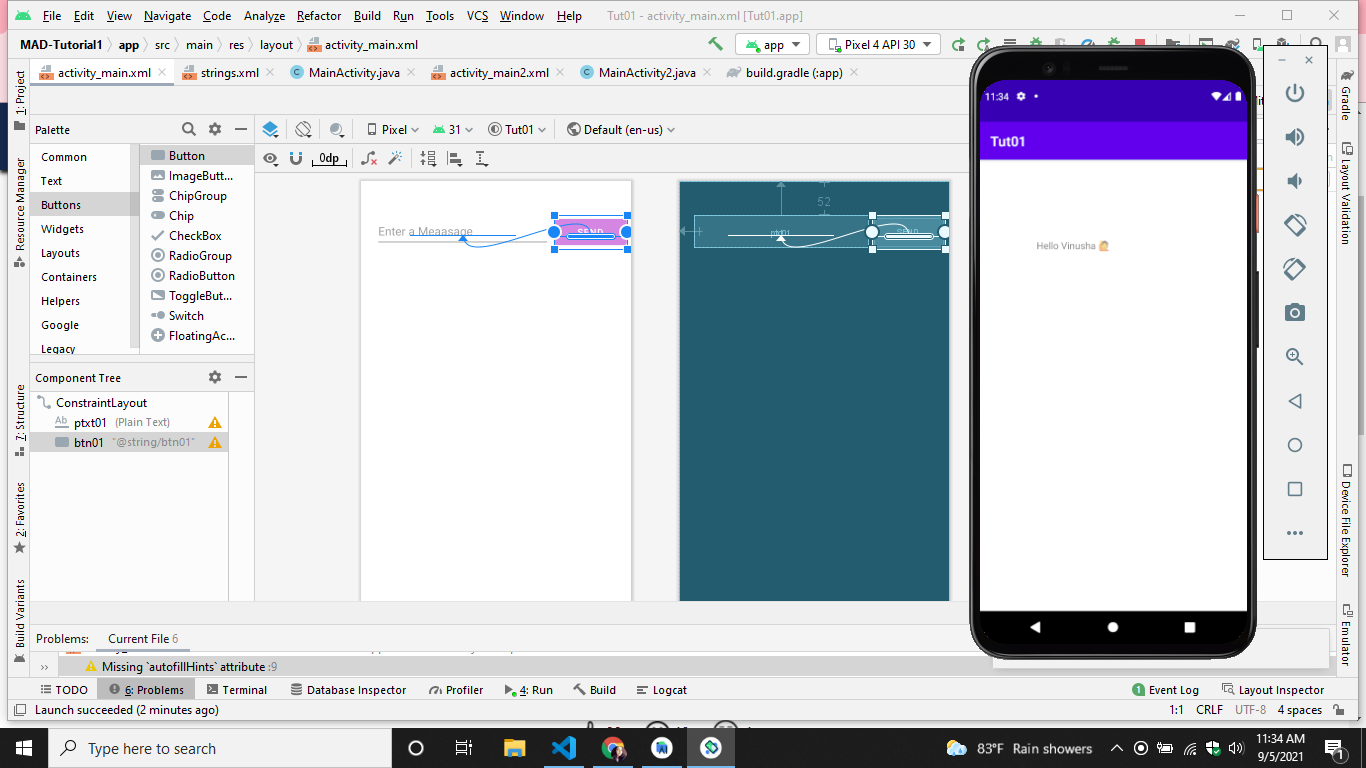 File Edit View Navigate Code Analyze Refactor Build Run Tools VCS Window Help Tut01 - activity_main.xml [Tut01.app]
MAD-Tutorial1 app src main res layout activity_main.xml app Pixel 4 API 30
activity_main.xml strings.xml MainActivity.java activity_main2.xml MainActivity2.java build.gradle (:app)
1: Project
Resource Manager
7: Structure
2: Favorites
Build Variants
Palette
Common
Text
Buttons
Widgets
Layouts
Containers
Helpers
Google
Legacy
Button
ImageButt...
ChipGroup
Chip
CheckBox
RadioGroup
RadioButton
ToggleBut...
Switch
FloatingAc...
Component Tree
ConstraintLayout
Ab ptxt01 (Plain Text)
btn01 "@string/btn01"
Pixel 31 Tut01 Default (en-us)
0dp
Enter a Meaasage SEND
52
ptxt01 SEND
11:34
Tut01
Hello Vinusha 🙋
Gradle
Layout Validation
Device File Explorer
Emulator
Problems: Current File 6
Missing `autofillHints` attribute :9
TODO 6: Problems Terminal Database Inspector Profiler 4: Run Build Logcat 1 Event Log Layout Inspector
Launch succeeded (2 minutes ago) 1:1 CRLF UTF-8 4 spaces
Type here to search 83°F Rain showers 11:34 AM
9/5/2021
1